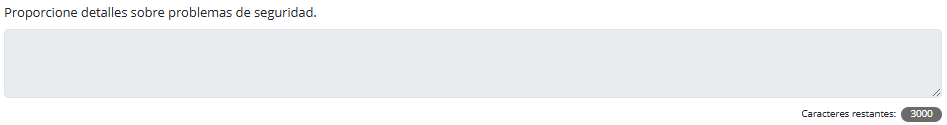 Proporcione detalles sobre problemas de seguridad.
Caracteres restantes: 3000